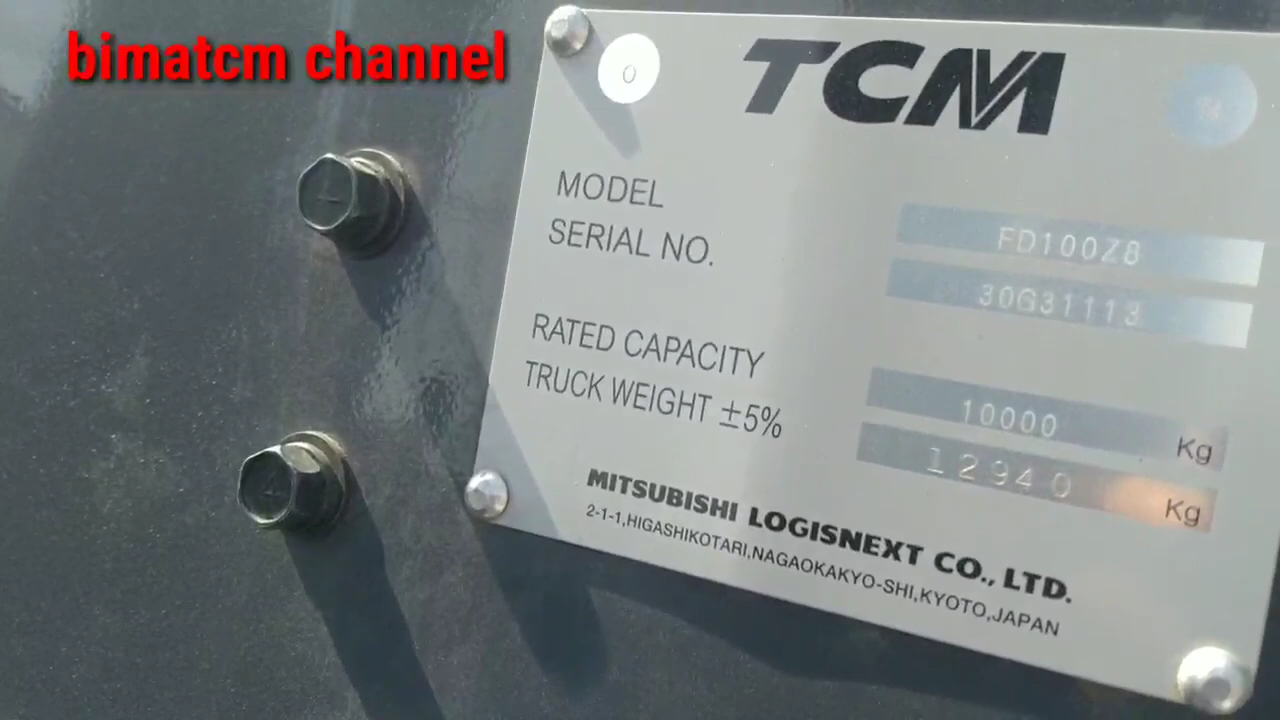 bimatcm channel
TCM
MODEL FD100Z8
SERIAL NO. 30G31113
RATED CAPACITY 10000 Kg
TRUCK WEIGHT ±5% 12940 Kg
MITSUBISHI LOGISNEXT CO., LTD.
2-1-1,HIGASHIKOTARI,NAGAOKAKYO-SHI,KYOTO,JAPAN